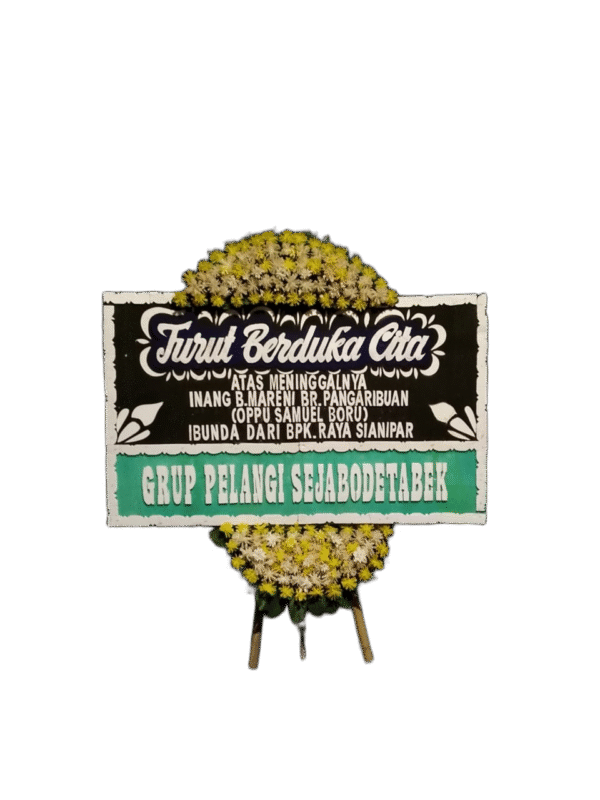 Turut Berduka Cita
ATAS MENINGGALNYA
INANG B.MARENI BR.PANGARIBUAN
(OPPU SAMUEL BORU)
IBUNDA DARI BPK.RAYA SIANIPAR
GRUP PELANGI SEJABODETABEK